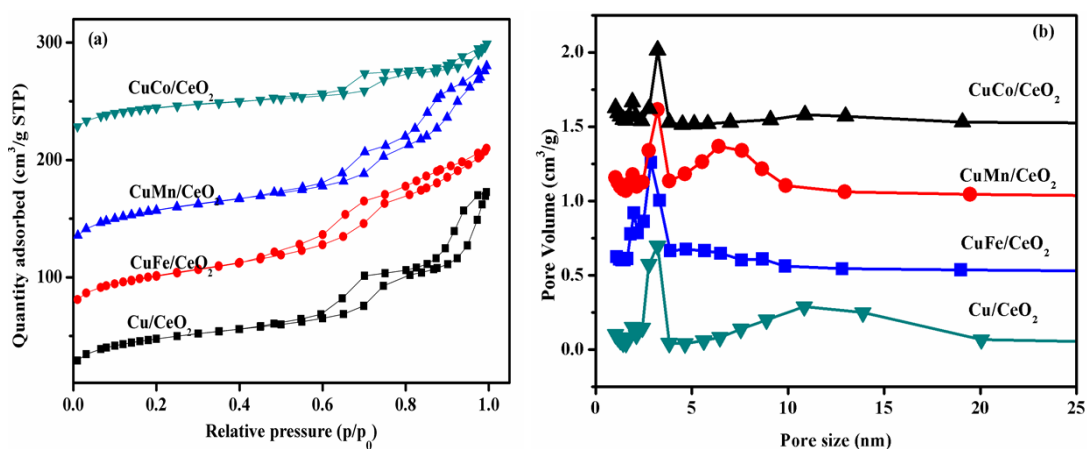 (a)
300
200
100
Quantity adsorbed (cm³/g STP)
CuCo/CeO₂
CuMn/CeO₂
CuFe/CeO₂
Cu/CeO₂
0.0 0.2 0.4 0.6 0.8 1.0
Relative pressure (p/p₀)
(b)
2.0
1.5
1.0
0.5
0.0
Pore Volume (cm³/g)
CuCo/CeO₂
CuMn/CeO₂
CuFe/CeO₂
Cu/CeO₂
0 5 10 15 20 25
Pore size (nm)